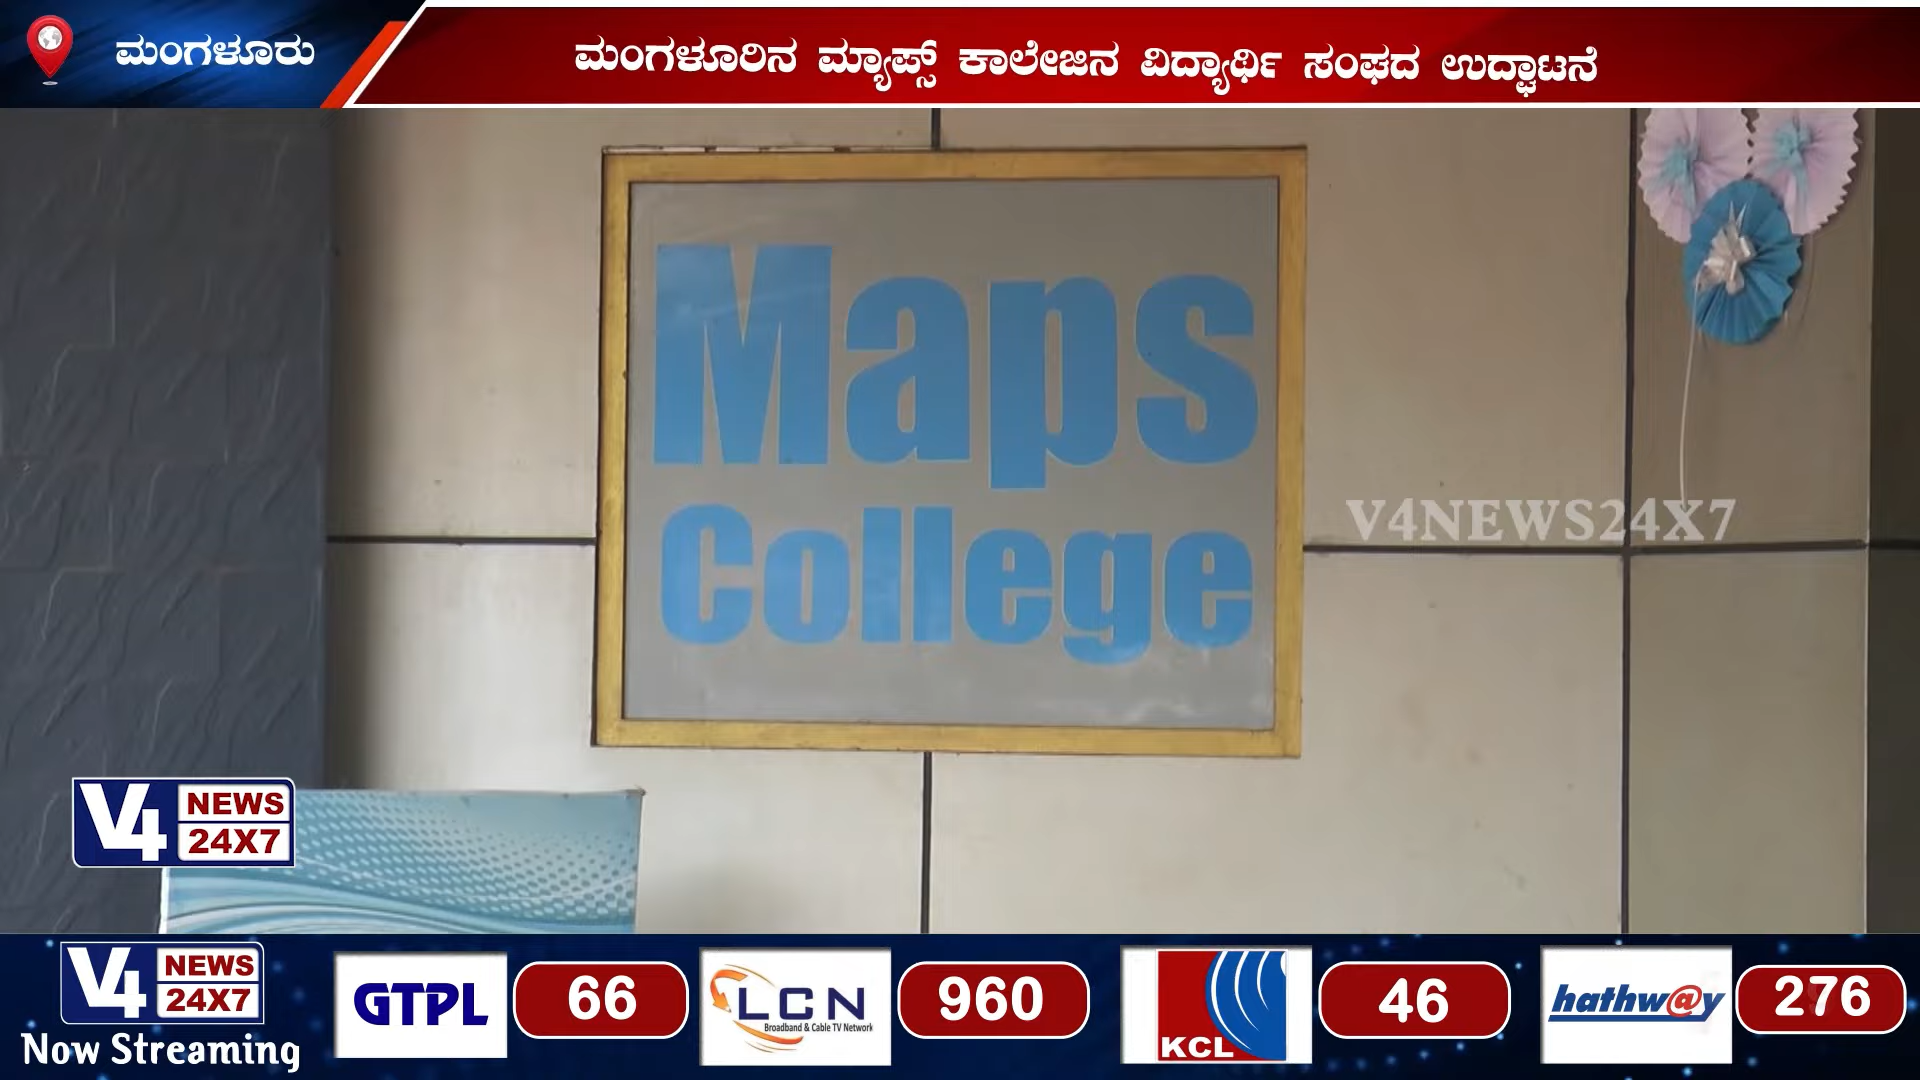 ಮಂಗಳೂರು
ಮಂಗಳೂರಿನ ಮ್ಯಾಪ್ಸ್ ಕಾಲೇಜಿನ ವಿದ್ಯಾರ್ಥಿ ಸಂಘದ ಉದ್ಘಾಟನೆ
Maps
College
V4NEWS24X7
V4 NEWS
24X7
V4 NEWS
24X7
Now Streaming
GTPL 66
LCN
Broadband & Cable TV Network
960
KCL 46
hathw@y 276